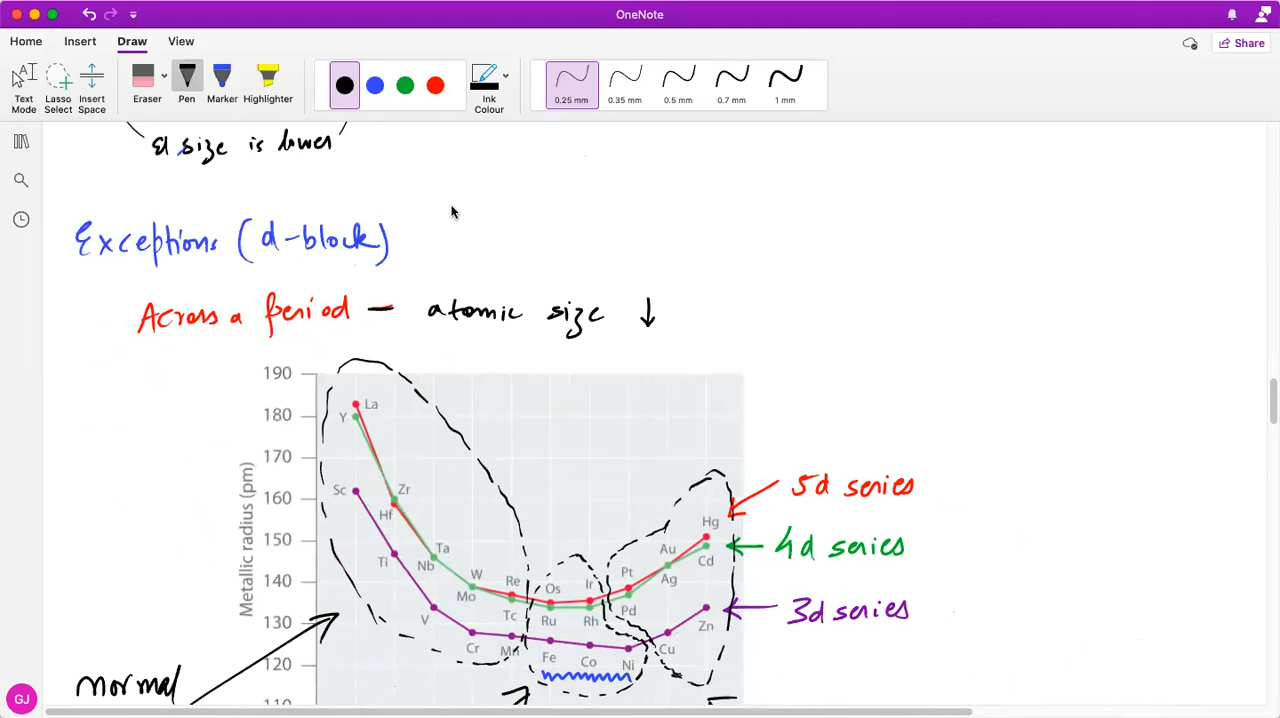 OneNote
Home Insert Draw View
Share
Text Mode
Lasso Select
Insert Space
Eraser
Pen
Marker
Highlighter
Ink Colour
0.25 mm
0.35 mm
0.5 mm
0.7 mm
1 mm
size is lower
Exceptions (d-block)
Across a period – atomic size ↓
Metallic radius (pm)
190
180
170
160
150
140
130
120
110
La
Y
Sc
Zr
Hf
Ti
Ta
Nb
V
W
Mo
Cr
Re
Tc
Mn
Os
Ru
Fe
Ir
Rh
Co
Pt
Pd
Ni
Au
Ag
Cu
Hg
Cd
Zn
5d series
4d series
3d series
normal
GJ